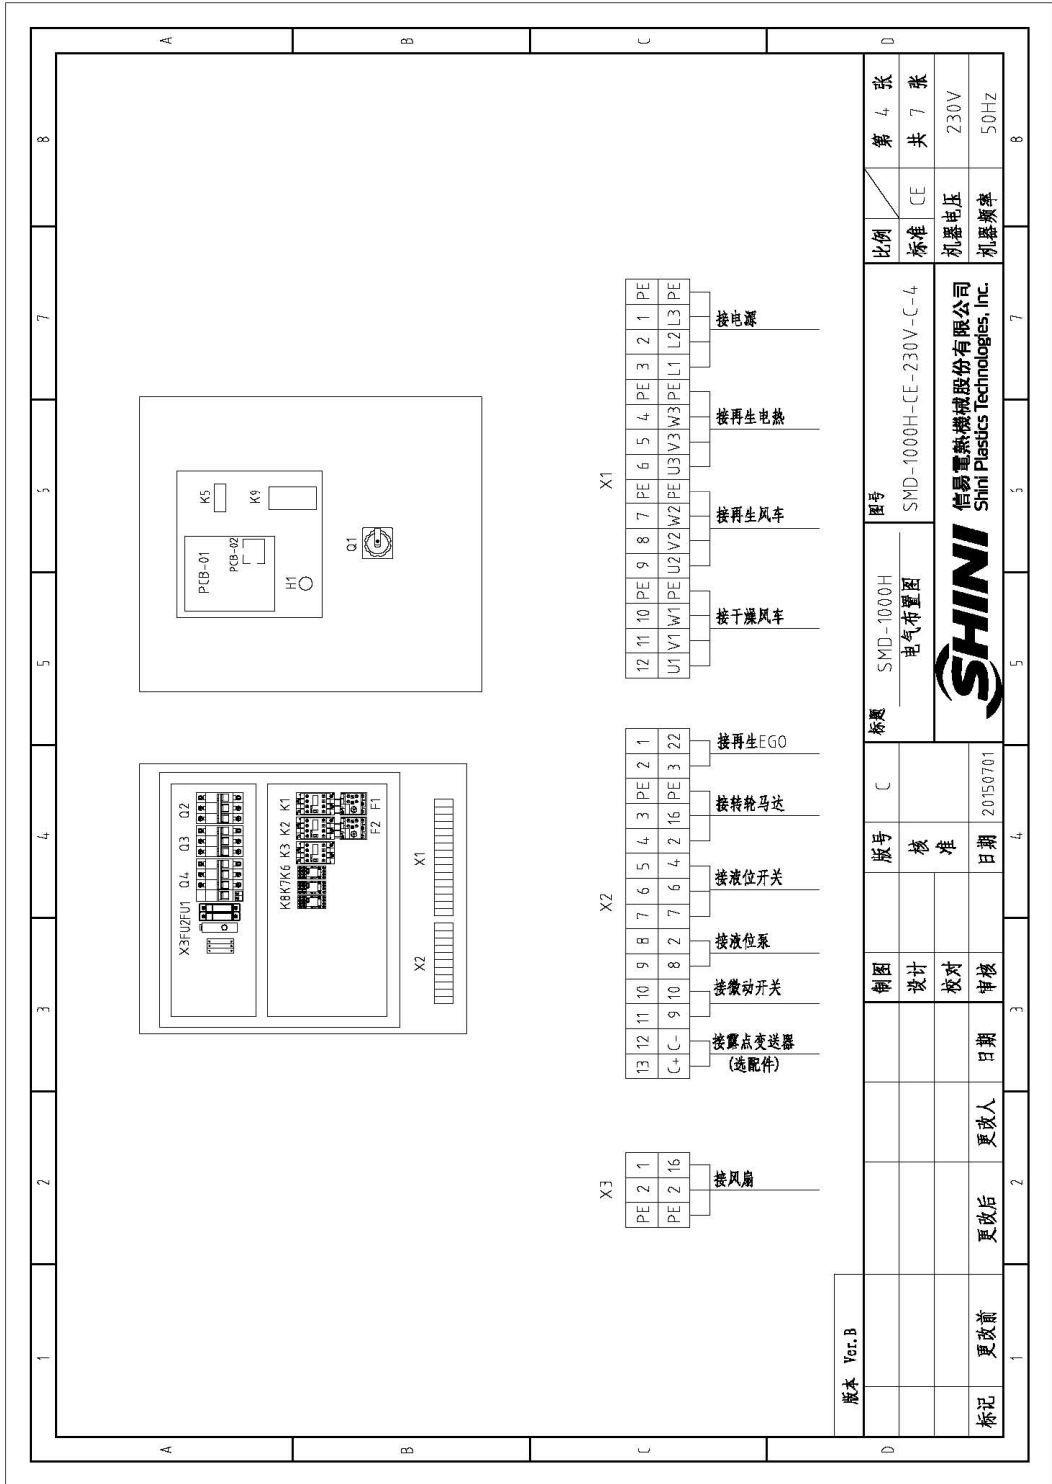 1 2 3 4 5 6 7 8
A
B
C
D
X3FU2FU1 Q4 Q3 Q2
K8K7K6 K3 K2 K1
F2 F1
X2 X1
PCB-01
PCB-02
K5
K9
H1
Q1
X3
PE 2 1
PE 2 16
接风扇
X2
13 12 11 10 9 8 7 6 5 4 3 PE 2 1
C+ C- 9 10 8 2 7 6 4 2 16 PE 3 22
接露点变送器
(选配件)
接微动开关
接液位泵
接液位开关
接转轮马达
接再生EGO
X1
12 11 10 PE 9 8 7 PE 6 5 4 PE 3 2 1 PE
U1 V1 W1 PE U2 V2 W2 PE U3 V3 W3 PE L1 L2 L3 PE
接干燥风车
接再生风车
接再生电热
接电源
版本 Ver.B
标记 更改前 更改后 更改人 日期
制图
设计
校对
审核
版号 C
核准
日期 20150701
标题
SMD-1000H
电气布置图
图号
SMD-1000H-CE-230V-C-4
SHINI
信易電熱機械股份有限公司
Shini Plastics Technologies, Inc.
比例 第 4 张
标准 CE 共 7 张
机器电压 230V
机器频率 50Hz
A
B
C
D
1 2 3 4 5 6 7 8